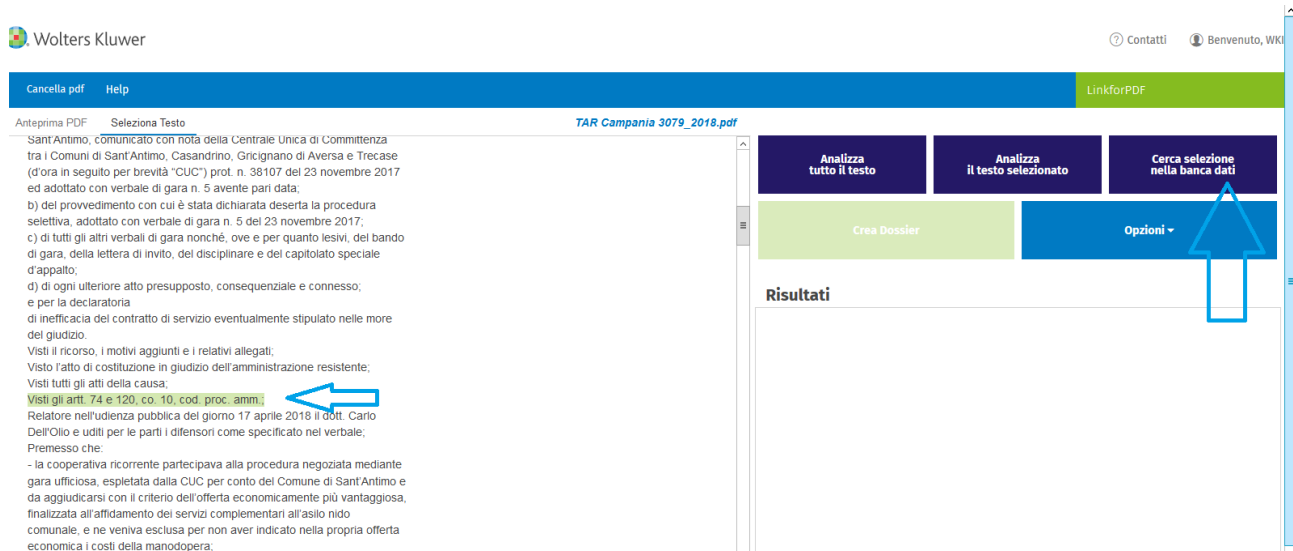 Wolters Kluwer
Contatti
Benvenuto, WKI
Cancella pdf Help
LinkforPDF
Anteprima PDF Seleziona Testo
TAR Campania 3079_2018.pdf
Sant'Antimo, comunicato con nota della Centrale Unica di Committenza
tra i Comuni di Sant'Antimo, Casandrino, Gricignano di Aversa e Trecase
(d'ora in seguito per brevità “CUC”) prot. n. 38107 del 23 novembre 2017
ed adottato con verbale di gara n. 5 avente pari data;
b) del provvedimento con cui è stata dichiarata deserta la procedura
selettiva, adottato con verbale di gara n. 5 del 23 novembre 2017;
c) di tutti gli altri verbali di gara nonché, ove e per quanto lesivi, del bando
di gara, della lettera di invito, del disciplinare e del capitolato speciale
d'appalto;
d) di ogni ulteriore atto presupposto, consequenziale e connesso;
e per la declaratoria
di inefficacia del contratto di servizio eventualmente stipulato nelle more
del giudizio.
Visti il ricorso, i motivi aggiunti e i relativi allegati;
Visto l'atto di costituzione in giudizio dell'amministrazione resistente;
Visti tutti gli atti della causa;
Visti gli artt. 74 e 120, co. 10, cod. proc. amm.;
Relatore nell'udienza pubblica del giorno 17 aprile 2018 il dott. Carlo
Dell'Olio e uditi per le parti i difensori come specificato nel verbale;
Premesso che:
- la cooperativa ricorrente partecipava alla procedura negoziata mediante
gara ufficiosa, espletata dalla CUC per conto del Comune di Sant'Antimo e
da aggiudicarsi con il criterio dell'offerta economicamente più vantaggiosa,
finalizzata all'affidamento dei servizi complementari all'asilo nido
comunale, e ne veniva esclusa per non aver indicato nella propria offerta
economica i costi della manodopera;
Analizza
tutto il testo
Analizza
il testo selezionato
Cerca selezione
nella banca dati
Crea Dossier
Opzioni
Risultati